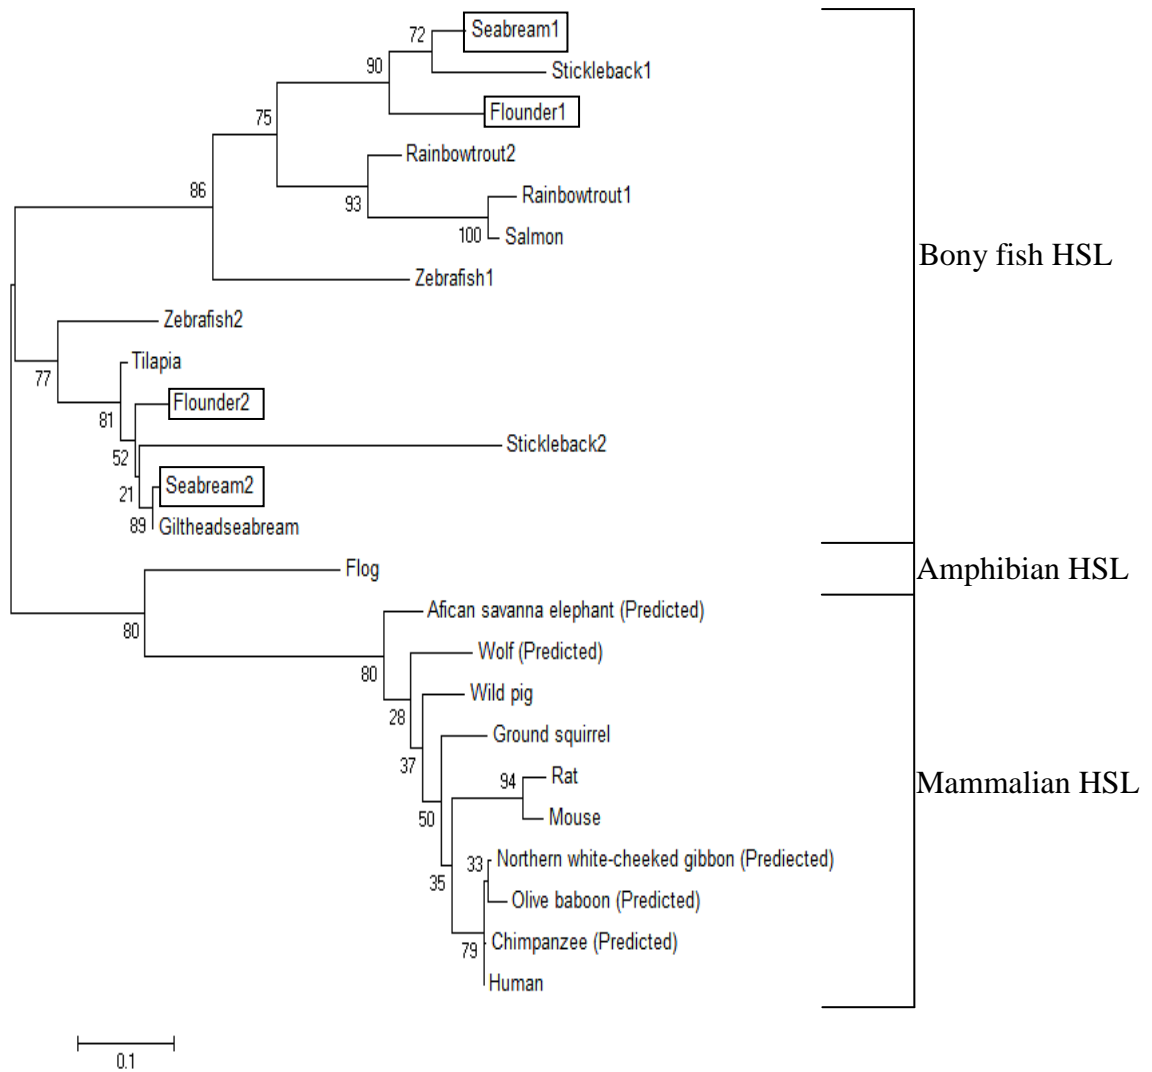 72
Seabream1
Stickleback1
90
Flounder1
75
Rainbowtrout2
86
93
Rainbowtrout1
100
Salmon
Bony fish HSL
Zebrafish1
Zebrafish2
77
Tilapia
81
Flounder2
52
Stickleback2
21
Seabream2
89
Giltheadseabream
Flog
Amphibian HSL
80
Afican savanna elephant (Predicted)
80
Wolf (Predicted)
28
Wild pig
37
Ground squirrel
94
Rat
Mammalian HSL
50
Mouse
33
Northern white-cheeked gibbon (Prediected)
35
Olive baboon (Predicted)
79
Chimpanzee (Predicted)
Human
0.1